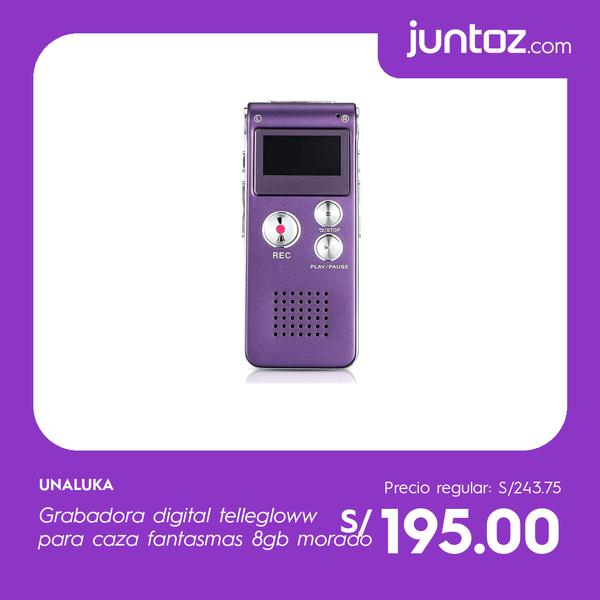 juntoz.com
L R
/STOP
REC
PLAY/PAUSE
UNALUKA
Precio regular: S/243.75
Grabadora digital tellegloww
para caza fantasmas 8gb morado
S/195.00